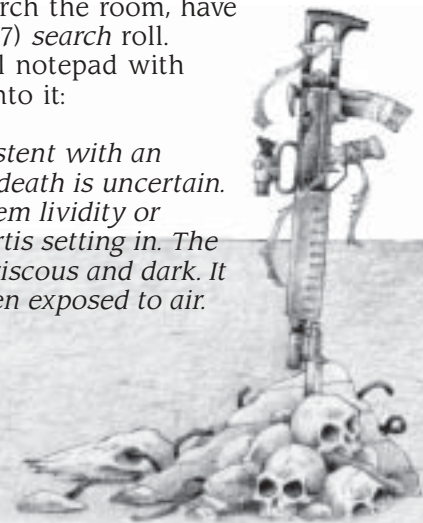 rch the room, have
7) search roll.
l notepad with
nto it:
stent with an
death is uncertain.
em lividity or
rtis setting in. The
viscous and dark. It
en exposed to air.